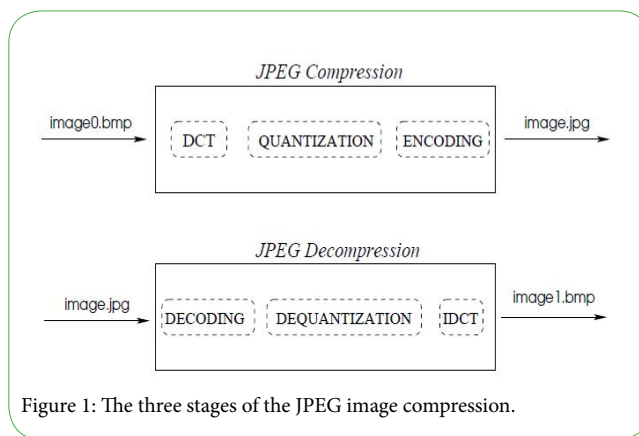 JPEG Compression
image0.bmp
DCT QUANTIZATION ENCODING
image.jpg
JPEG Decompression
image.jpg
DECODING DEQUANTIZATION IDCT
image1.bmp
Figure 1: The three stages of the JPEG image compression.